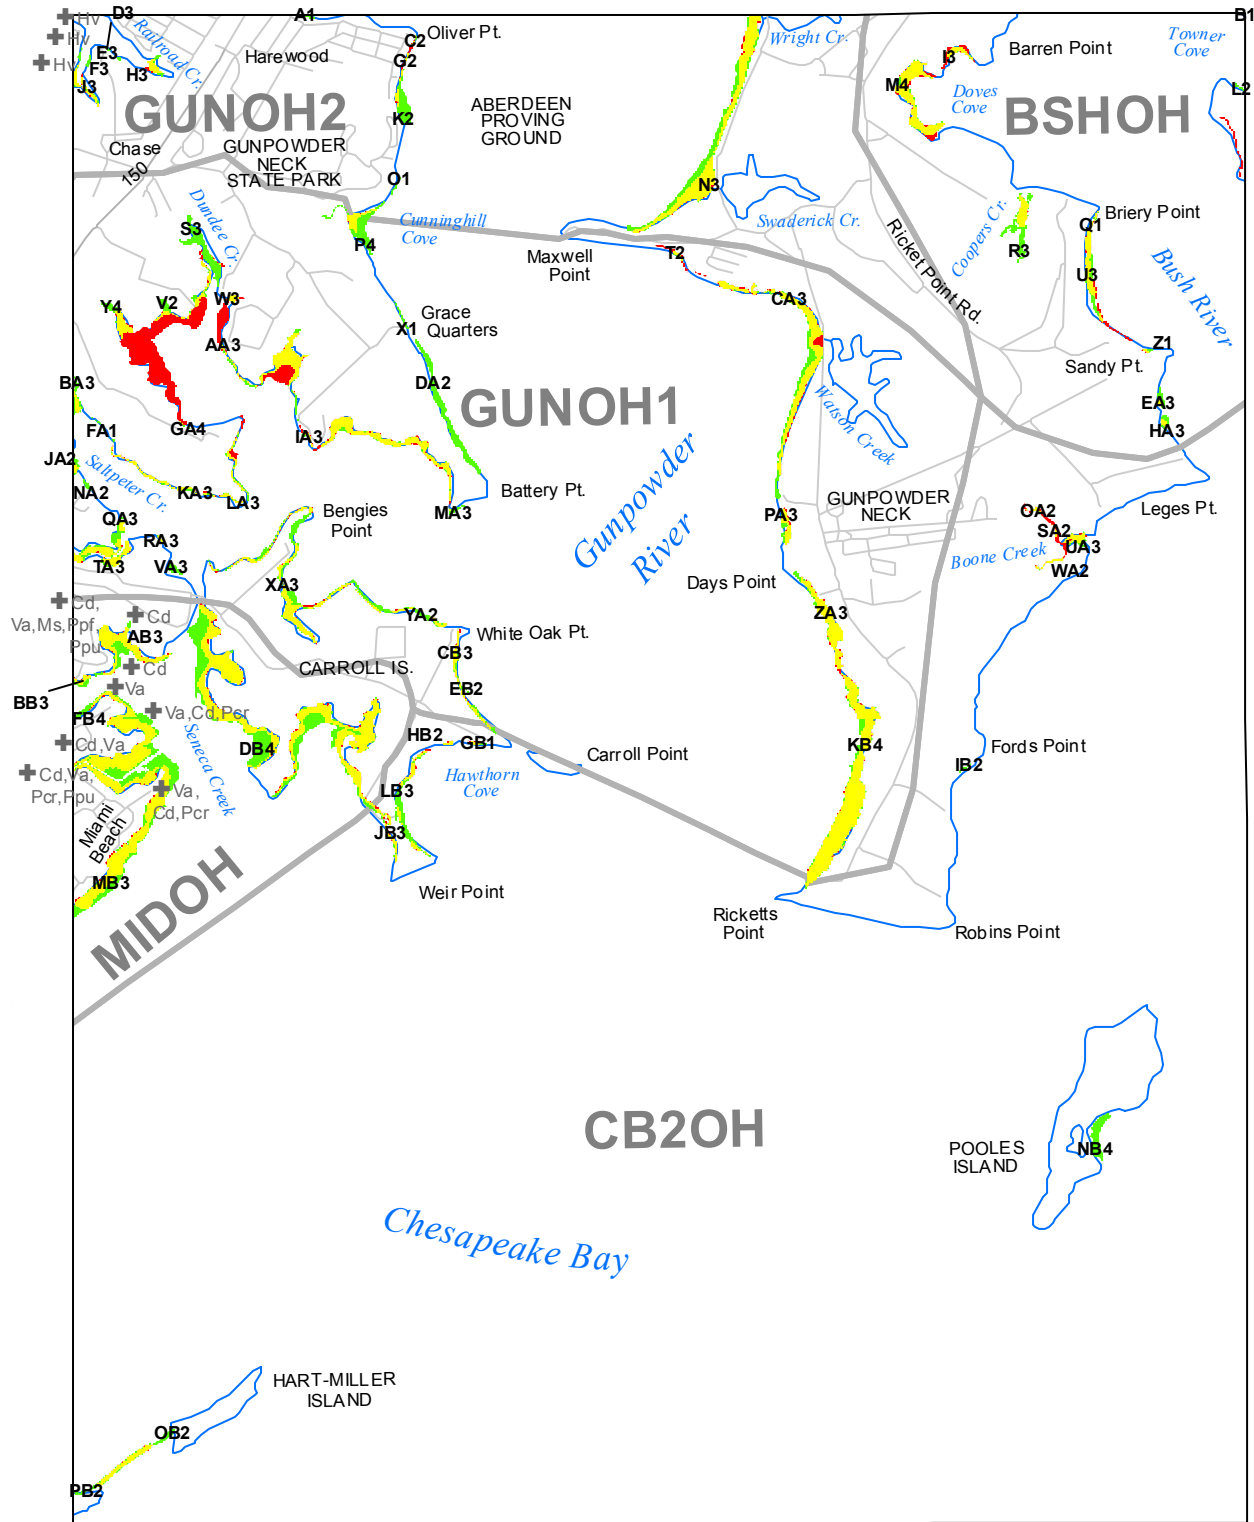 D3
A1
B1
Hv
Hv
Hv
Railroad Cr.
Oliver Pt.
C2
G2
Wright Cr.
Towner
Cove
Barren Point
I3
E3
F3
H3
J3
Harewood
M4
Doves
Cove
L2
GUNOH2
ABERDEEN
PROVING
GROUND
K2
BSHOH
Chase
150
GUNPOWDER
NECK
STATE PARK
O1
N3
Dundee Cr.
S3
Cunninghill
Cove
P4
Swaderick Cr.
Coopers Cr.
R3
Briery Point
Q1
U3
Bush River
Maxwell
Point
T2
Ricket Point Rd.
Y4
V2
W3
CA3
Grace
Quarters
X1
AA3
Z1
Sandy Pt.
BA3
DA2
GUNOH1
Watson Creek
EA3
FA1
GA4
IA3
HA3
JA2
Saltpeter Cr.
Gunpowder
River
NA2
KA3
LA3
Battery Pt.
MA3
Bengies
Point
PA3
GUNPOWDER
NECK
OA2
Leges Pt.
QA3
RA3
SA2
UA3
TA3
VA3
Boone Creek
WA2
XA3
Days Point
Cd,
Va,Ms,Ppf,
Ppu
Cd
YA2
ZA3
AB3
White Oak Pt.
CB3
Cd
CARROLL IS.
BB3
Va
EB2
Va,Cd,Pcr
FB4
Seneca Creek
DB4
HB2
GB1
KB4
Fords Point
Cd,Va
Carroll Point
IB2
Cd,Va,
Pcr,Ppu
Va,
Cd,Pcr
Hawthorn
Cove
LB3
Miami
Beach
JB3
MB3
MIDOH
Weir Point
Ricketts
Point
Robins Point
CB2OH
POOLES
ISLAND
NB4
Chesapeake Bay
HART-MILLER
ISLAND
OB2
PB2